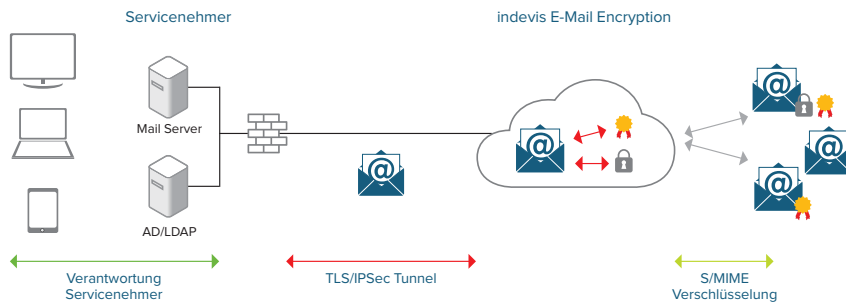 Servicenehmer
indevis E-Mail Encryption
Mail Server
AD/LDAP
Verantwortung
Servicenehmer
TLS/IPSec Tunnel
S/MIME
Verschlüsselung